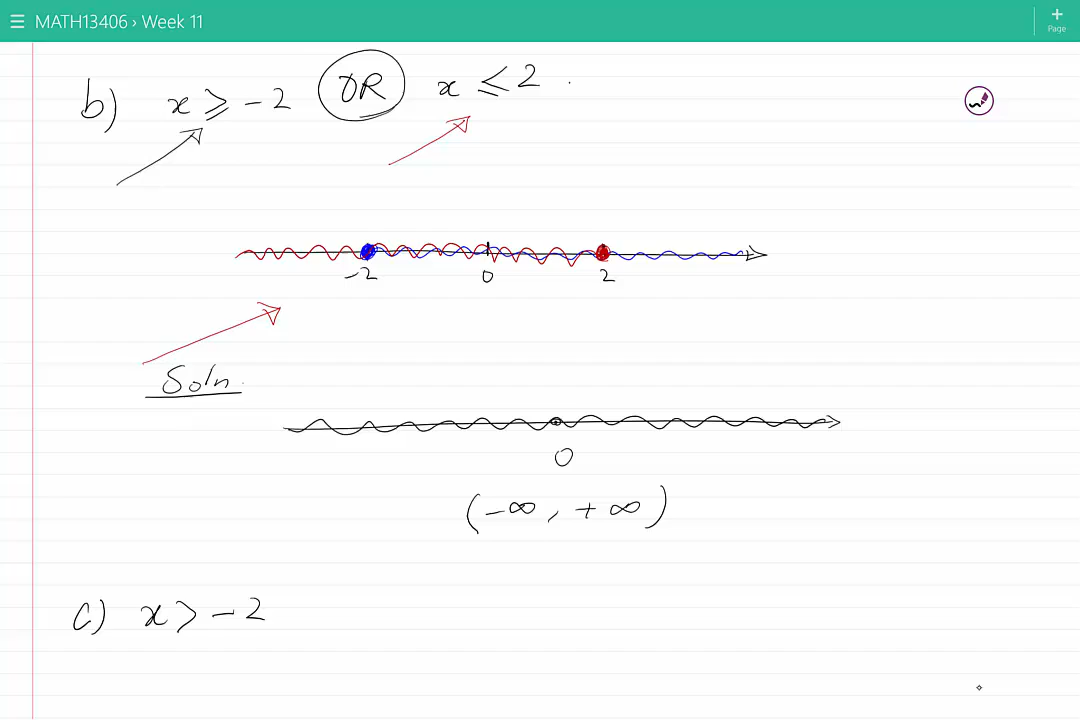 ☰ MATH13406 › Week 11
+ Page
b) x ≥ -2 OR x ≤ 2 .
-2 0 2
Soln.
0
(-∞, +∞)
c) x > -2